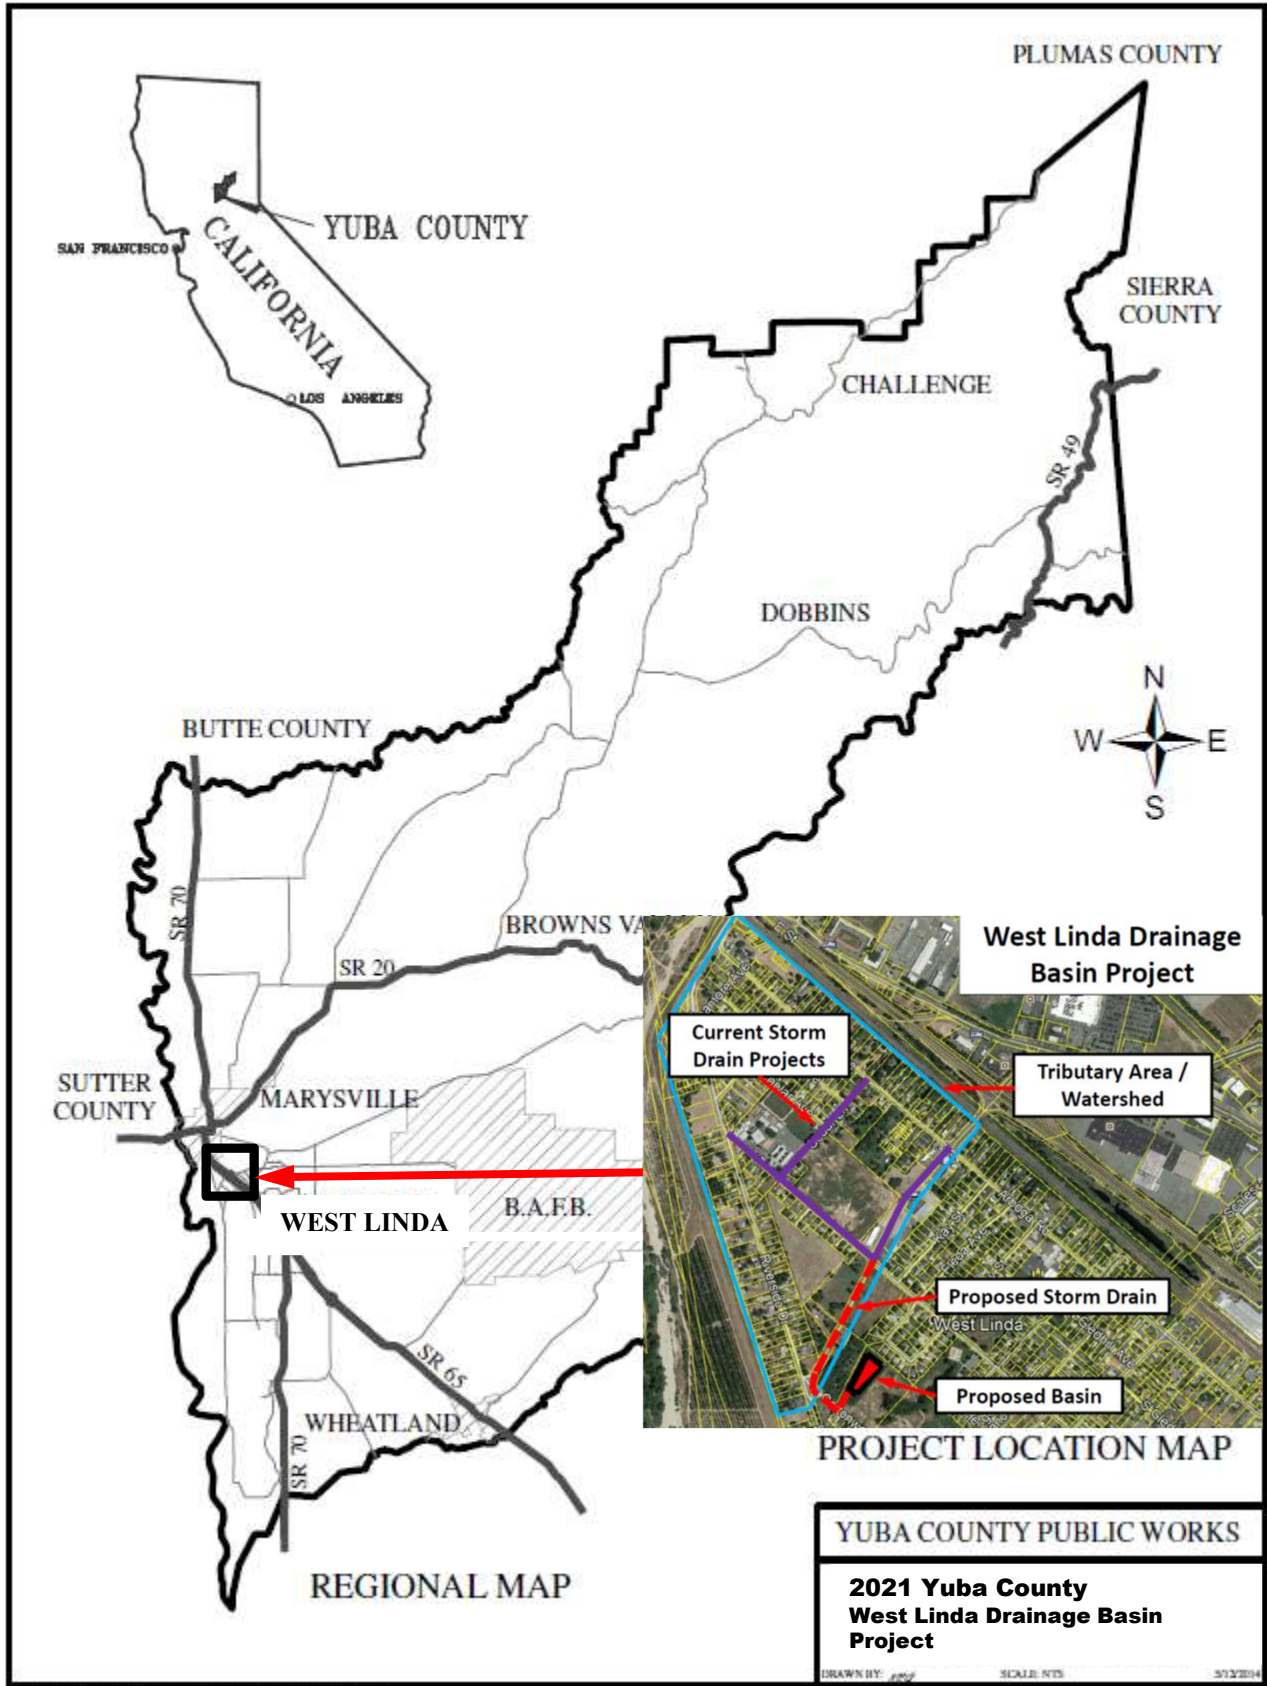 PLUMAS COUNTY
YUBA COUNTY
SAN FRANCISCO
CALIFORNIA
LOS ANGELES
SIERRA
COUNTY
CHALLENGE
SR 49
DOBBINS
N
W
E
S
BUTTE COUNTY
SR 70
BROWNS VA
SR 20
SUTTER
COUNTY
MARYSVILLE
B.A.F.B.
WEST LINDA
SR 65
WHEATLAND
SR 70
REGIONAL MAP
West Linda Drainage
Basin Project
Current Storm
Drain Projects
Tributary Area /
Watershed
Riverside D
Proposed Storm Drain
West Linda
Proposed Basin
PROJECT LOCATION MAP
YUBA COUNTY PUBLIC WORKS
2021 Yuba County
West Linda Drainage Basin
Project
DRAWN BY:
SCALE: NTS